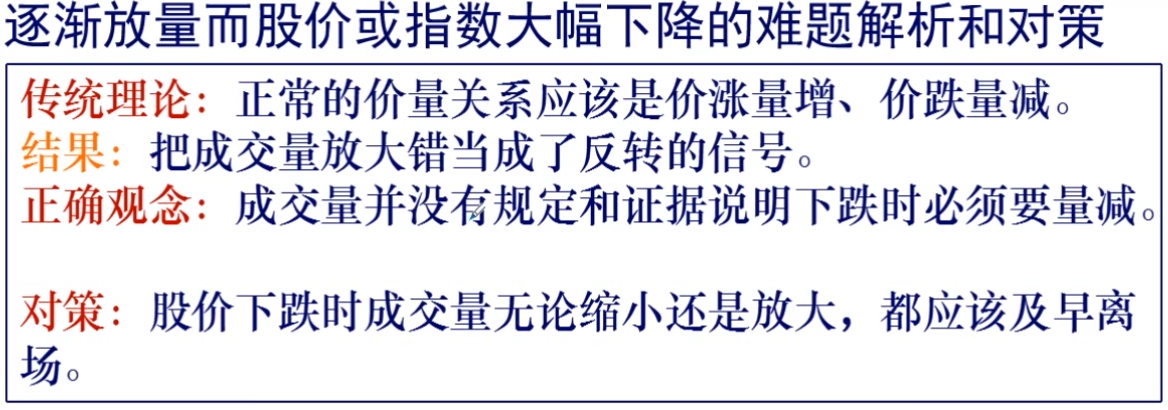 逐渐放量而股价或指数大幅下降的难题解析和对策
传统理论：正常的价量关系应该是价涨量增、价跌量减。
结果：把成交量放大错当成了反转的信号。
正确观念：成交量并没有规定和证据说明下跌时必须要量减。
对策：股价下跌时成交量无论缩小还是放大，都应该及早离
场。